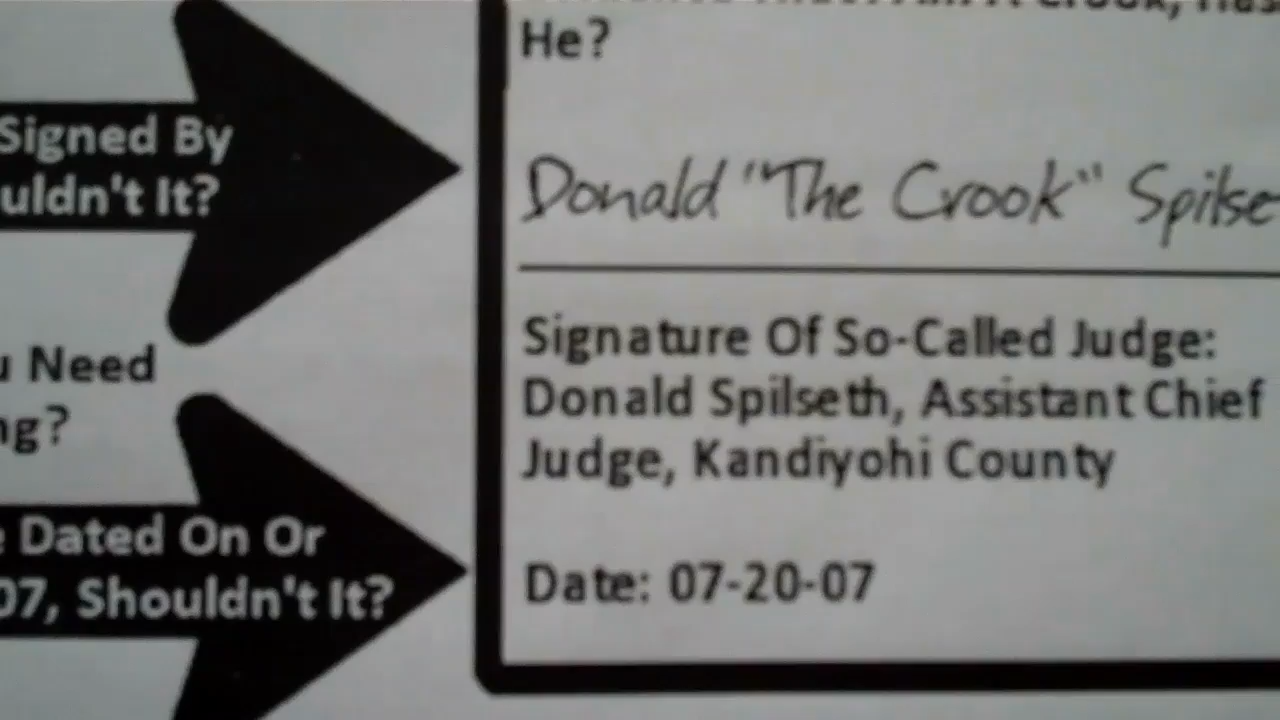 He?
Signed By
uldn't It?
Donald "The Crook" Spilse
Signature Of So-Called Judge:
Donald Spilseth, Assistant Chief
Judge, Kandiyohi County
Need
g?
Dated On Or
07, Shouldn't It?
Date: 07-20-07